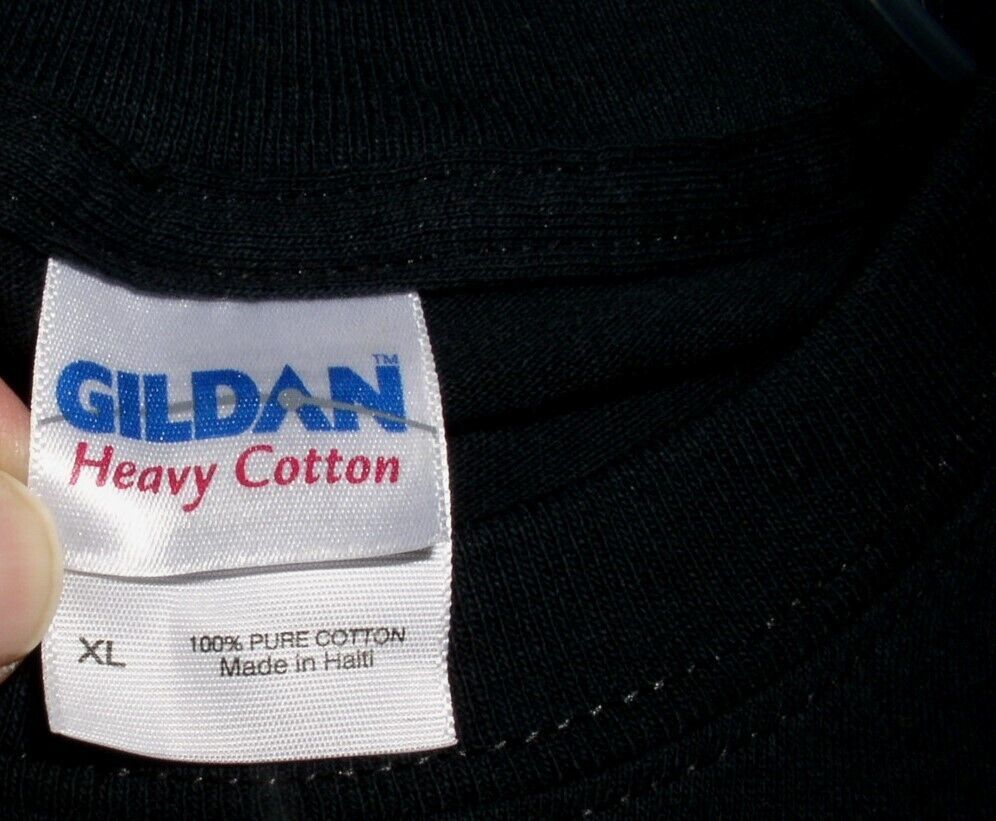 GILDAN™
Heavy Cotton
XL
100% PURE COTTON
Made in Haiti